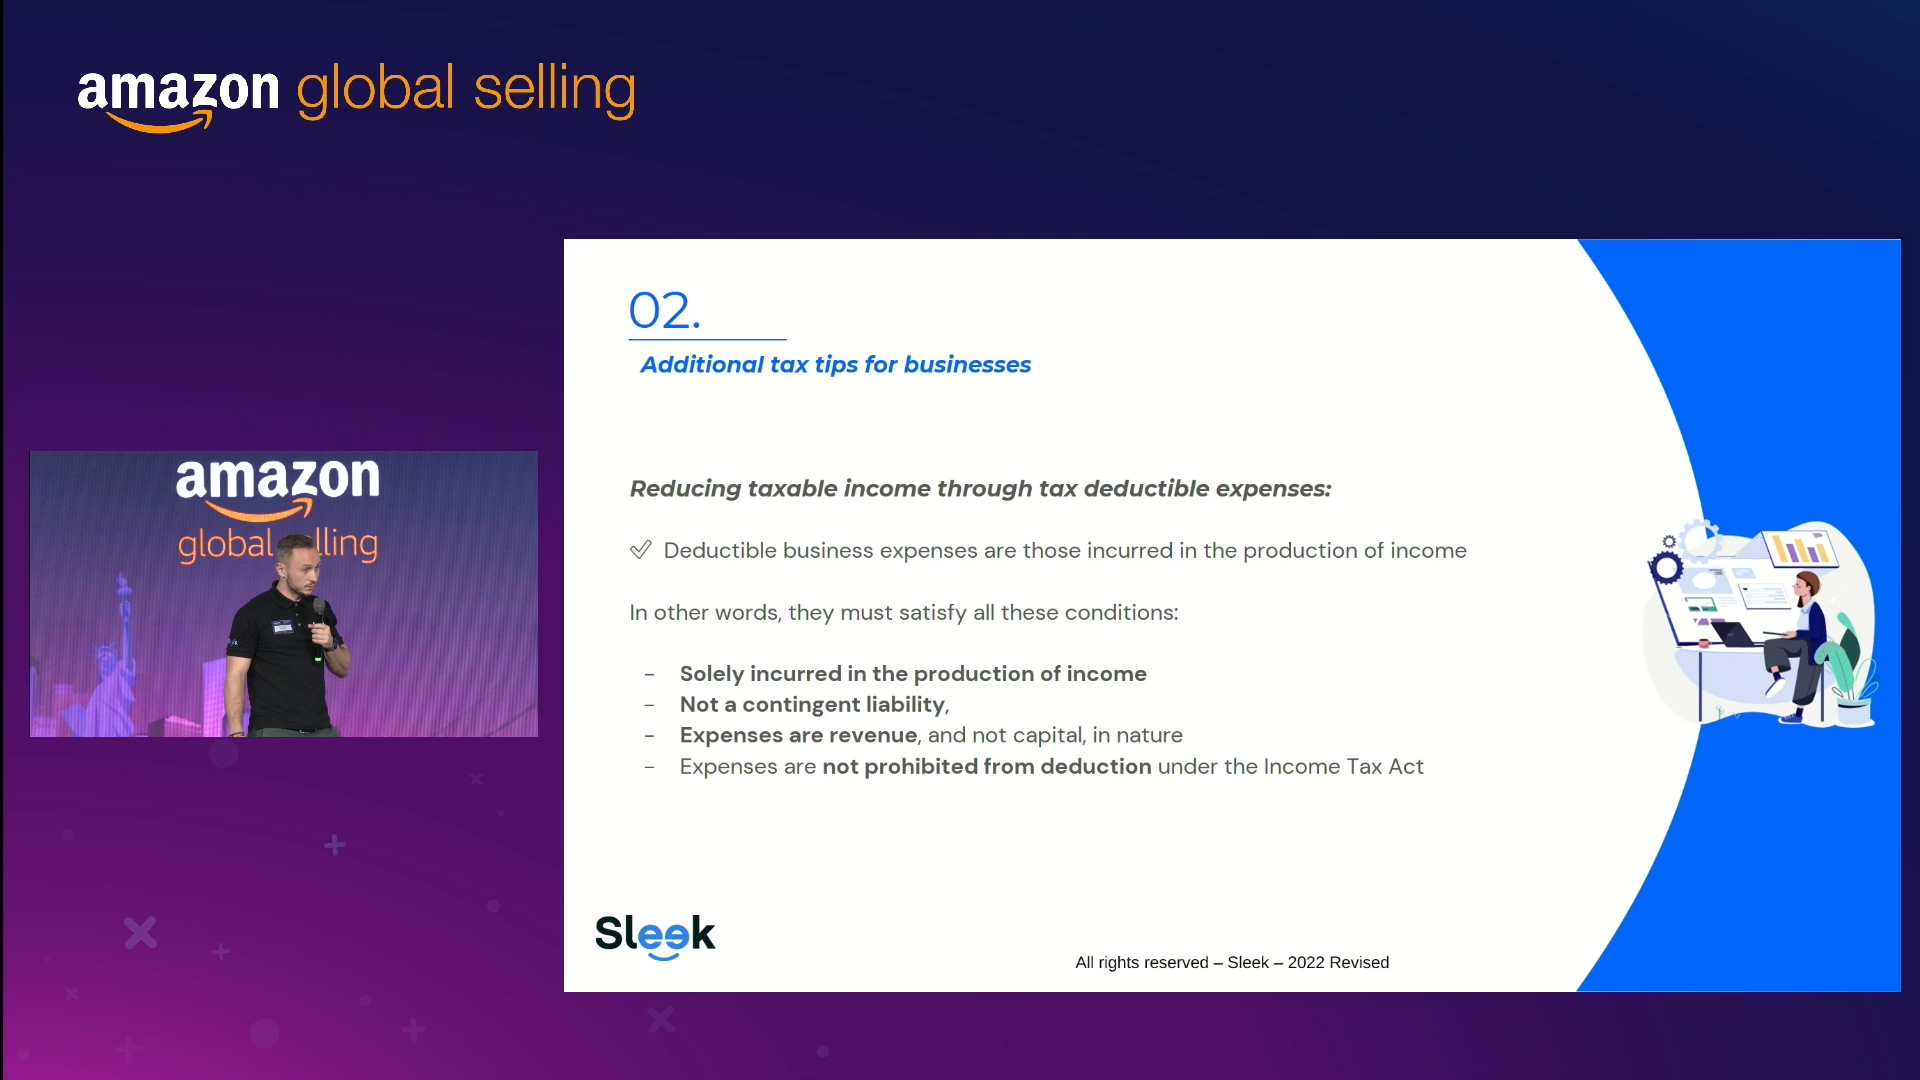 amazon global selling
02.
Additional tax tips for businesses
Reducing taxable income through tax deductible expenses:
Deductible business expenses are those incurred in the production of income
In other words, they must satisfy all these conditions:
- Solely incurred in the production of income
- Not a contingent liability,
- Expenses are revenue, and not capital, in nature
- Expenses are not prohibited from deduction under the Income Tax Act
Sleek
All rights reserved – Sleek – 2022 Revised
amazon
global lling